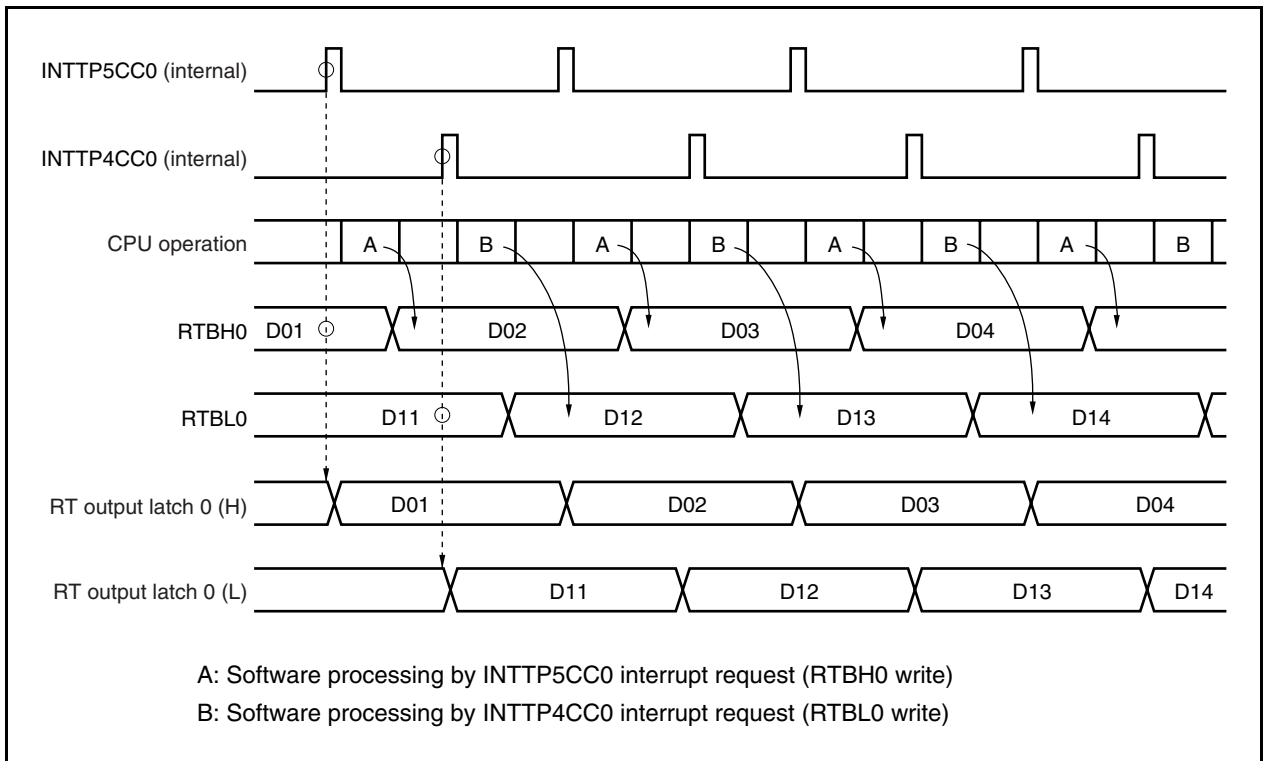 INTTP5CC0 (internal)
INTTP4CC0 (internal)
CPU operation A B A B A B A B
RTBH0 D01 D02 D03 D04
RTBL0 D11 D12 D13 D14
RT output latch 0 (H) D01 D02 D03 D04
RT output latch 0 (L) D11 D12 D13 D14
A: Software processing by INTTP5CC0 interrupt request (RTBH0 write)
B: Software processing by INTTP4CC0 interrupt request (RTBL0 write)